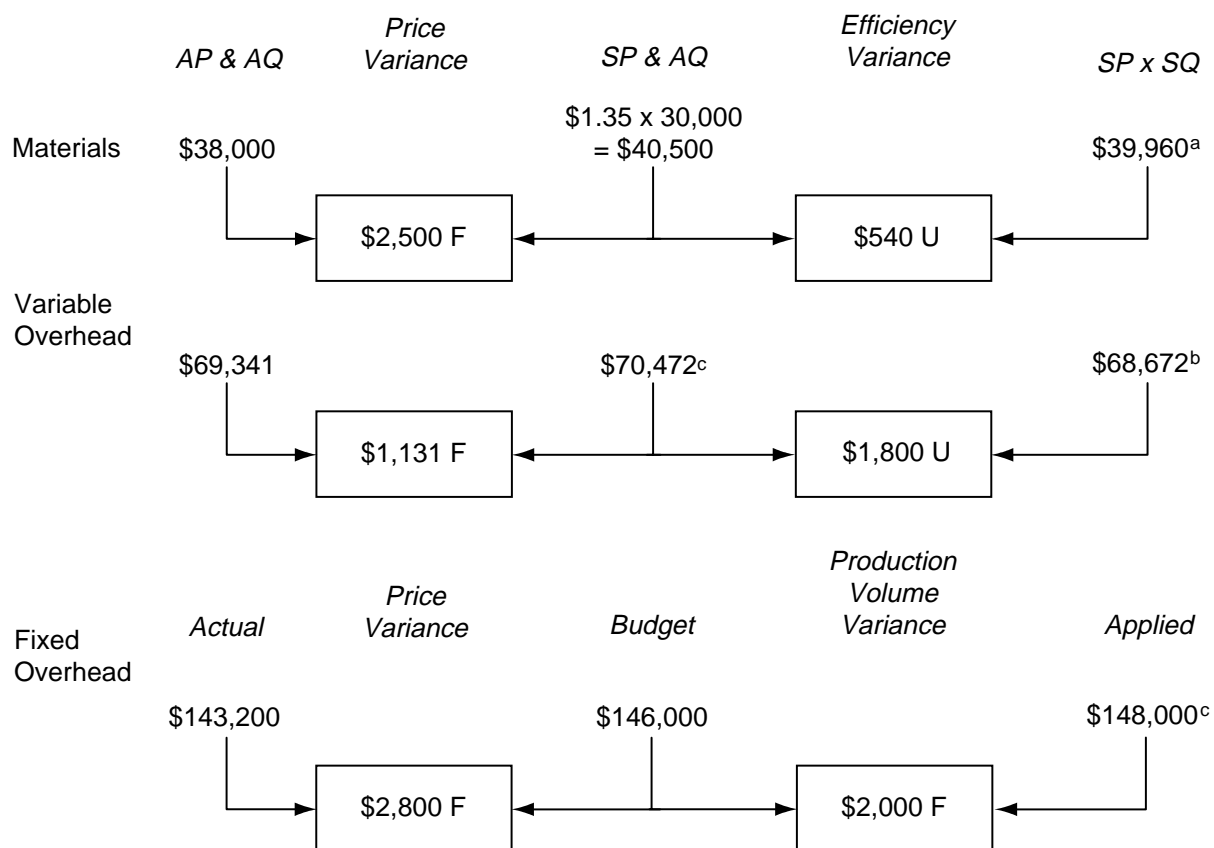 AP & AQ
Price
Variance
SP & AQ
Efficiency
Variance
SP x SQ
Materials
$38,000
$1.35 x 30,000
= $40,500
$39,960a
$2,500 F
$540 U
Variable
Overhead
$69,341
$70,472c
$68,672b
$1,131 F
$1,800 U
Fixed
Overhead
Actual
Price
Variance
Budget
Production
Volume
Variance
Applied
$143,200
$146,000
$148,000c
$2,800 F
$2,000 F